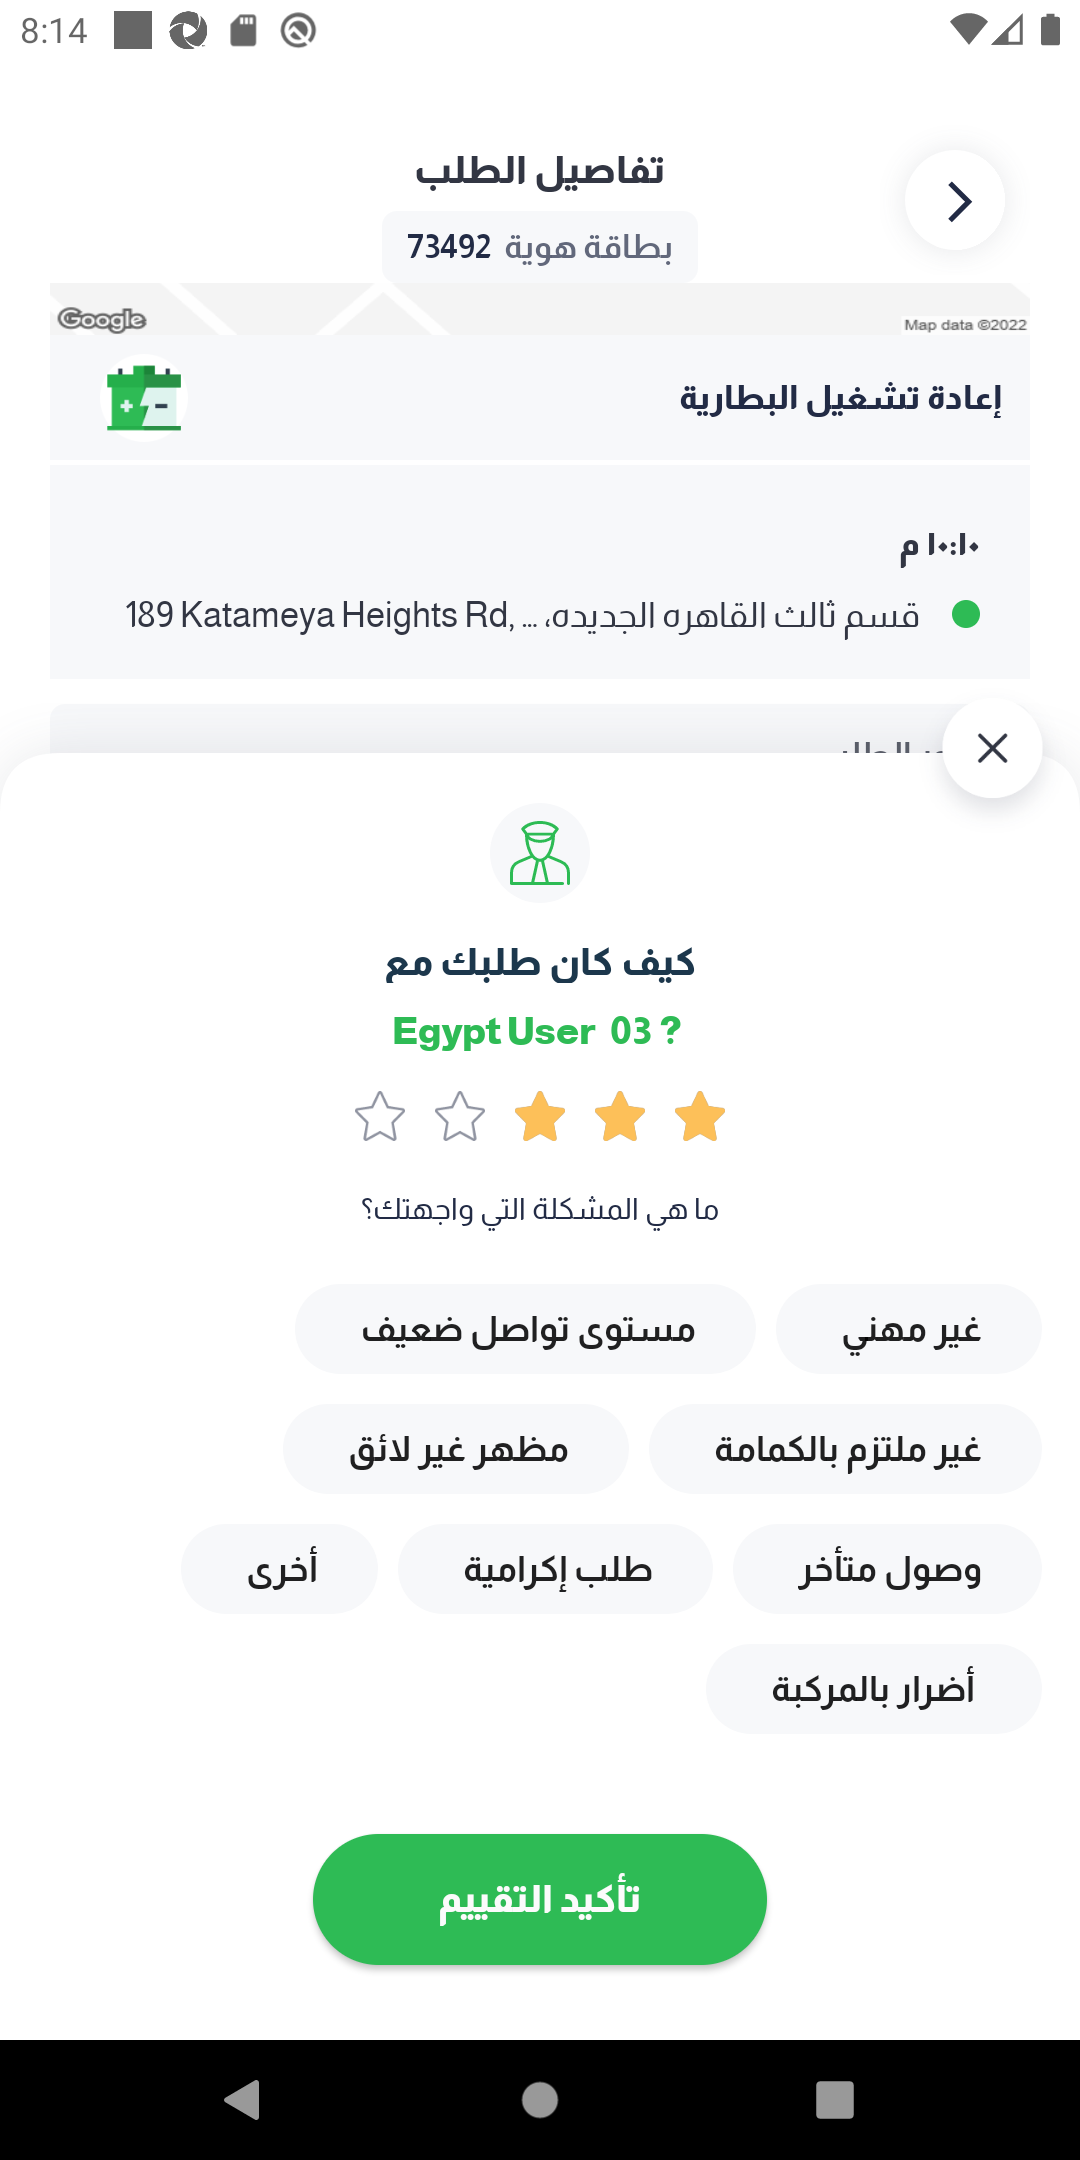 8:14
تفاصيل الطلب
بطاقة هوية 73492
Google
Map data ©2022
إعادة تشغيل البطارية
١٠:١٠ م
189 Katameya Heights Rd, ... قسم ثالث القاهره الجديده،
كيف كان طلبك مع
Egypt User 03 ?
ما هي المشكلة التي واجهتك؟
غير مهني
مستوى تواصل ضعيف
غير ملتزم بالكمامة
مظهر غير لائق
وصول متأخر
طلب إكرامية
أخرى
أضرار بالمركبة
تأكيد التقييم